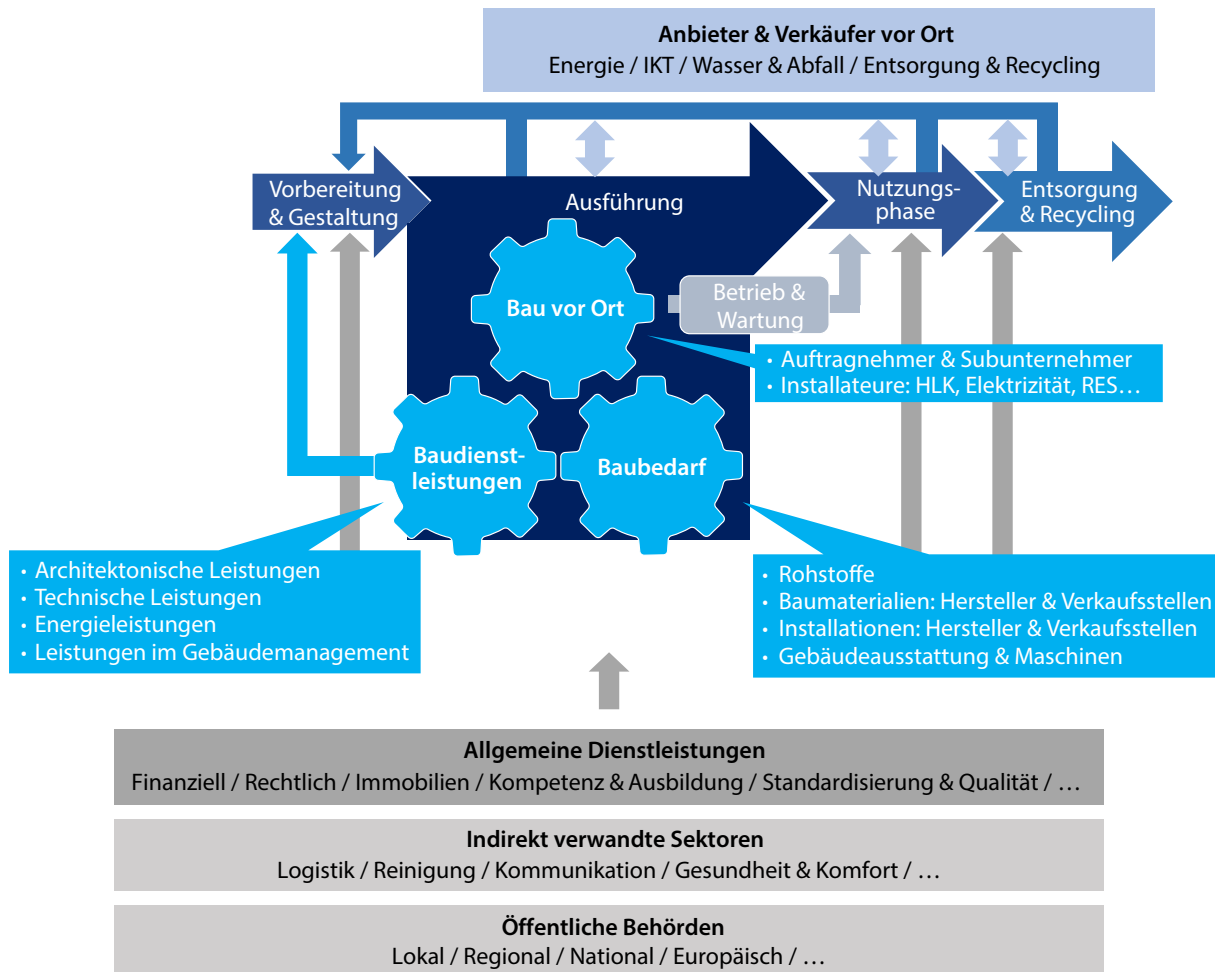 Anbieter & Verkäufer vor Ort
Energie / IKT / Wasser & Abfall / Entsorgung & Recycling
Vorbereitung
& Gestaltung
Ausführung
Nutzungs-
phase
Entsorgung
& Recycling
Bau vor Ort
Betrieb &
Wartung
• Auftragnehmer & Subunternehmer
• Installateure: HLK, Elektrizität, RES…
Baudienst-
leistungen
Baubedarf
• Architektonische Leistungen
• Technische Leistungen
• Energieleistungen
• Leistungen im Gebäudemanagement
• Rohstoffe
• Baumaterialien: Hersteller & Verkaufsstellen
• Installationen: Hersteller & Verkaufsstellen
• Gebäudeausstattung & Maschinen
Allgemeine Dienstleistungen
Finanziell / Rechtlich / Immobilien / Kompetenz & Ausbildung / Standardisierung & Qualität / …
Indirekt verwandte Sektoren
Logistik / Reinigung / Kommunikation / Gesundheit & Komfort / …
Öffentliche Behörden
Lokal / Regional / National / Europäisch / …